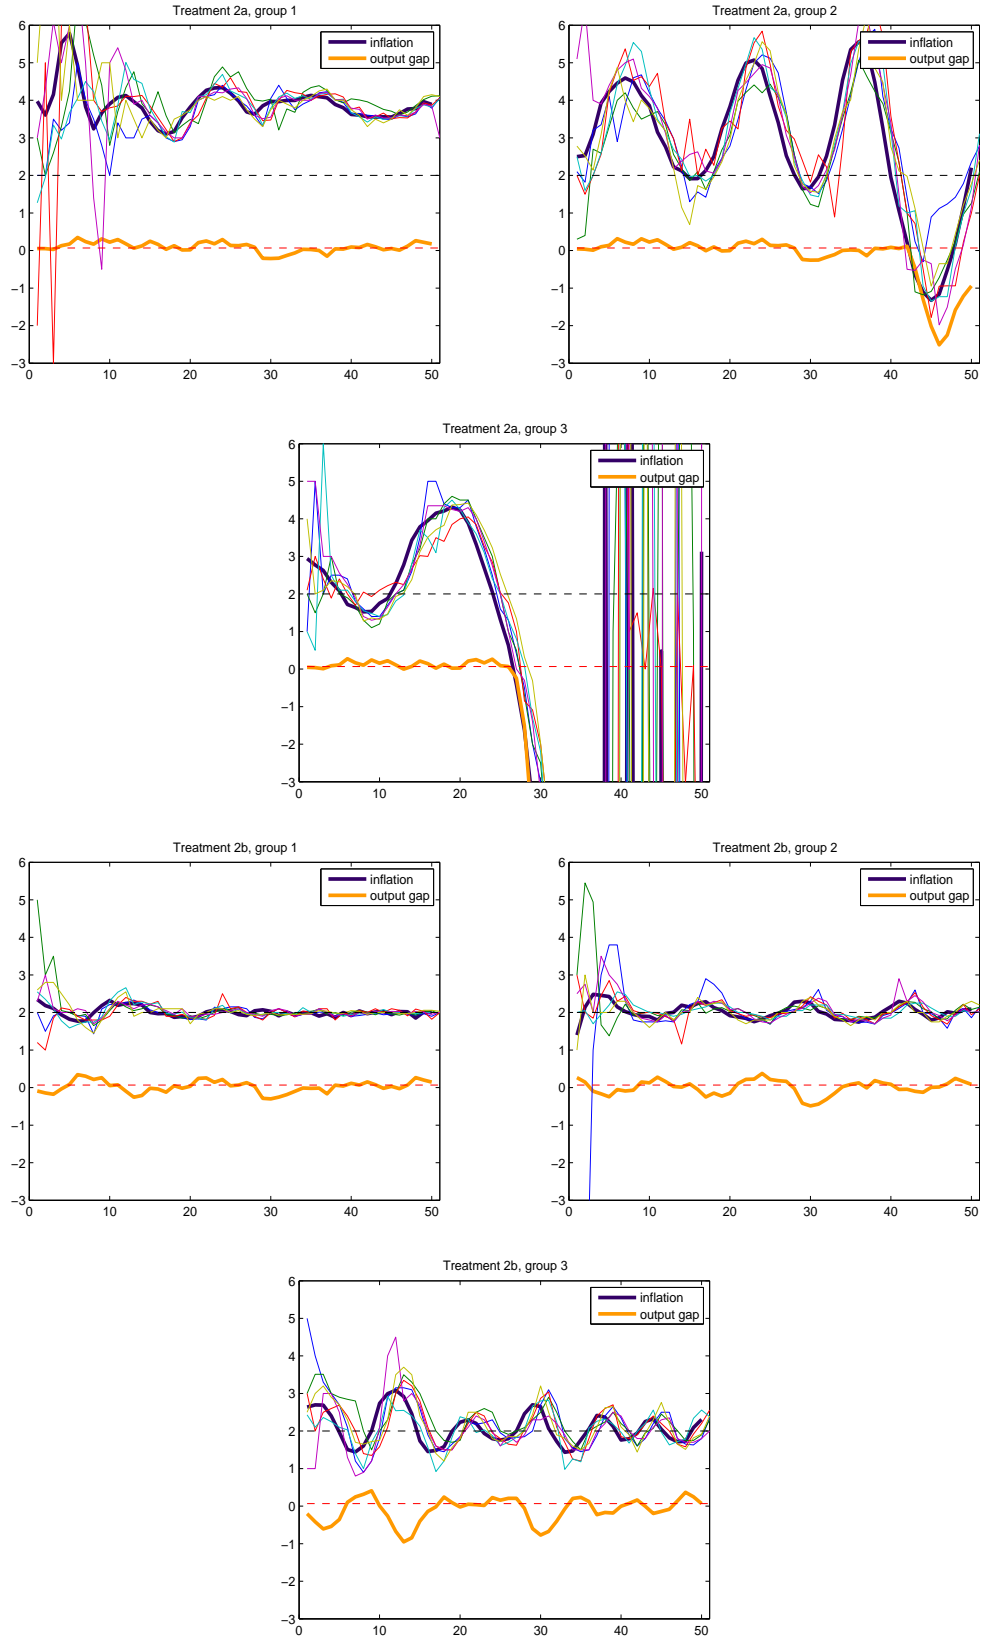 Treatment 2a, group 1
6
5
4
3
2
1
0
−1
−2
−3
0 10 20 30 40 50
inflation
output gap
Treatment 2a, group 2
6
5
4
3
2
1
0
−1
−2
−3
0 10 20 30 40 50
inflation
output gap
Treatment 2a, group 3
6
5
4
3
2
1
0
−1
−2
−3
0 10 20 30 40 50
inflation
output gap
Treatment 2b, group 1
6
5
4
3
2
1
0
−1
−2
−3
0 10 20 30 40 50
inflation
output gap
Treatment 2b, group 2
6
5
4
3
2
1
0
−1
−2
−3
0 10 20 30 40 50
inflation
output gap
Treatment 2b, group 3
6
5
4
3
2
1
0
−1
−2
−3
0 10 20 30 40 50
inflation
output gap